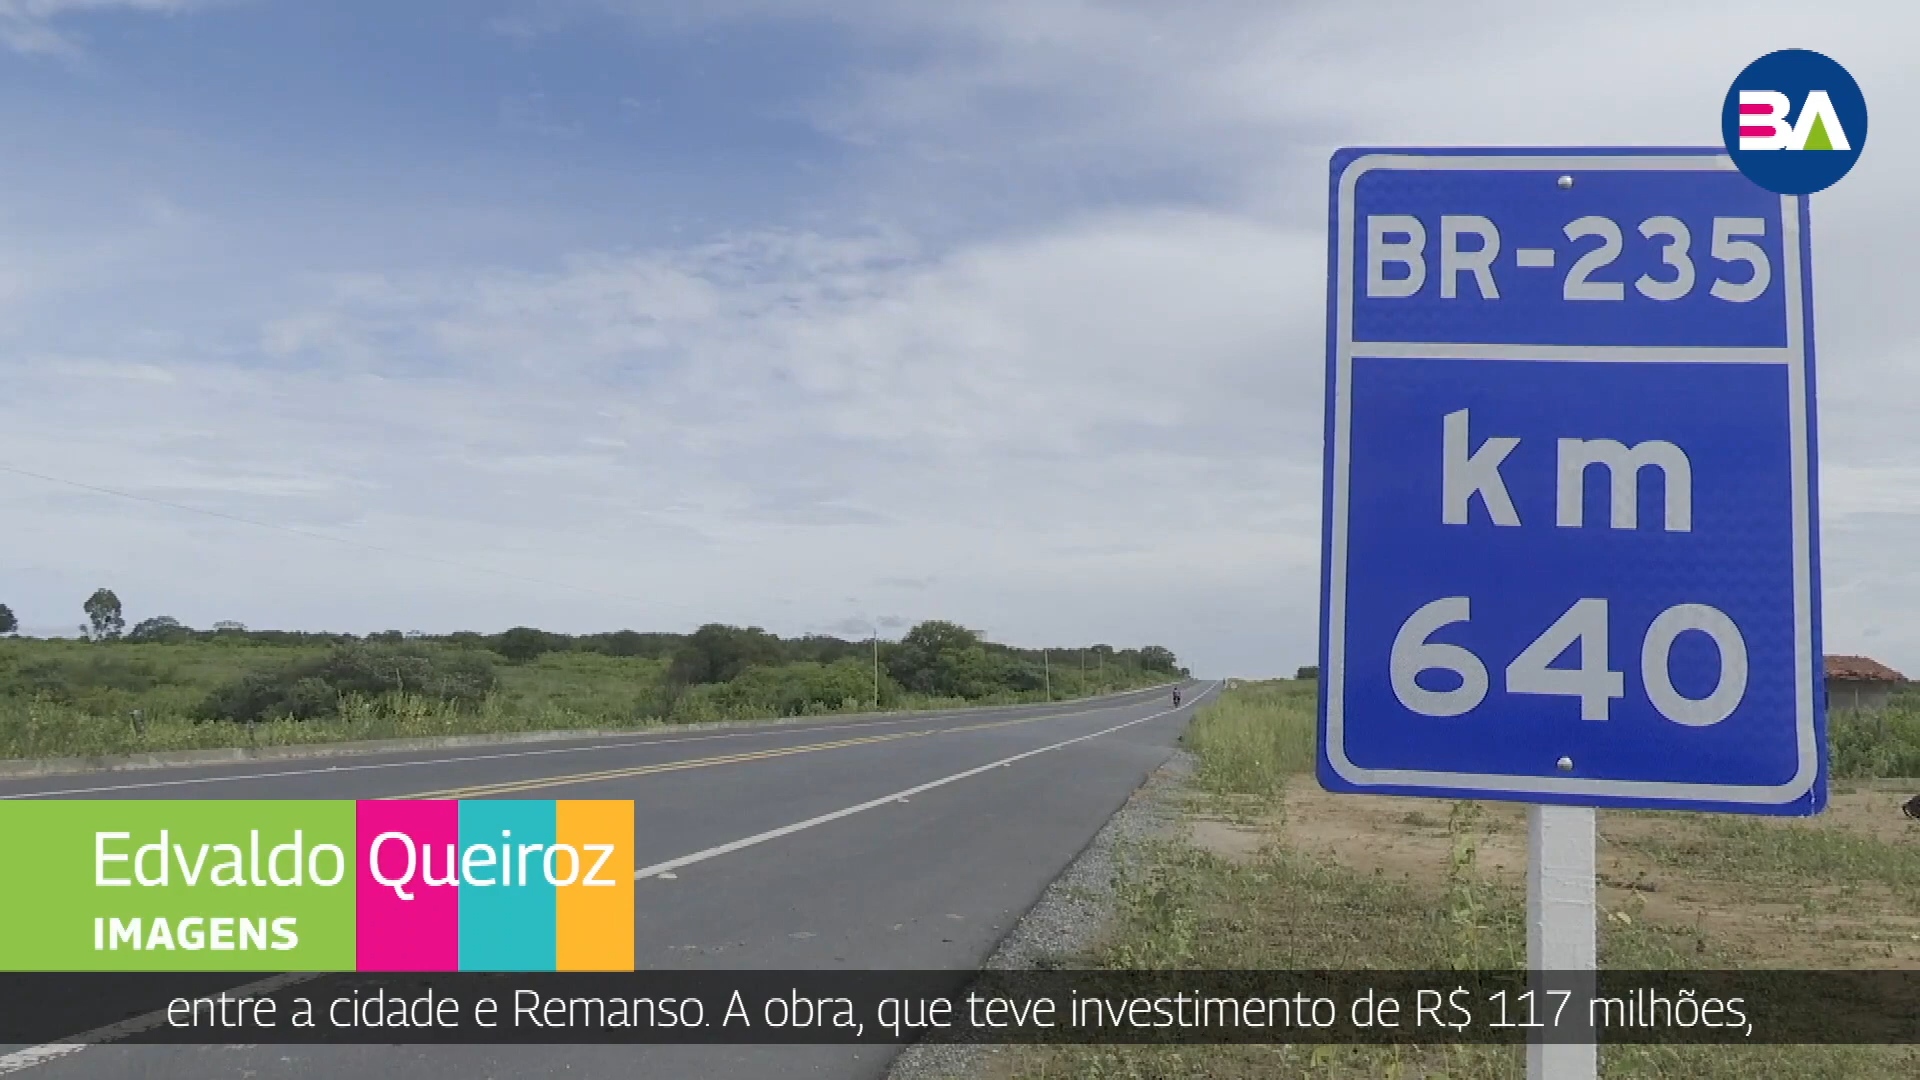 BA
BR-235
km
640
Edvaldo Queiroz
IMAGENS
entre a cidade e Remanso. A obra, que teve investimento de R$ 117 milhões,